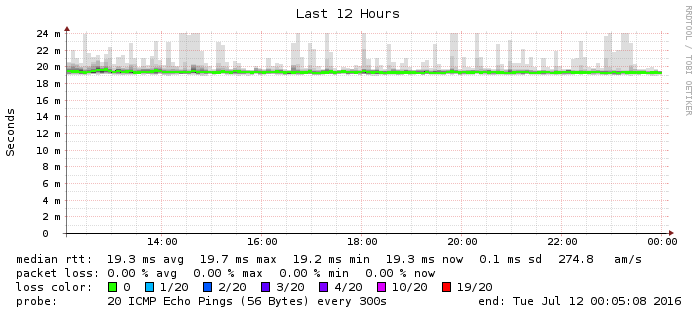 Last 12 Hours
RRDTOOL / TOBI OETIKER
Seconds
24 m
22 m
20 m
18 m
16 m
14 m
12 m
10 m
8 m
6 m
4 m
2 m
0
14:00 16:00 18:00 20:00 22:00 00:00
median rtt: 19.3 ms avg 19.7 ms max 19.2 ms min 19.3 ms now 0.1 ms sd 274.8 am/s
packet loss: 0.00 % avg 0.00 % max 0.00 % min 0.00 % now
loss color: 0 1/20 2/20 3/20 4/20 10/20 19/20
probe: 20 ICMP Echo Pings (56 Bytes) every 300s end: Tue Jul 12 00:05:08 2016